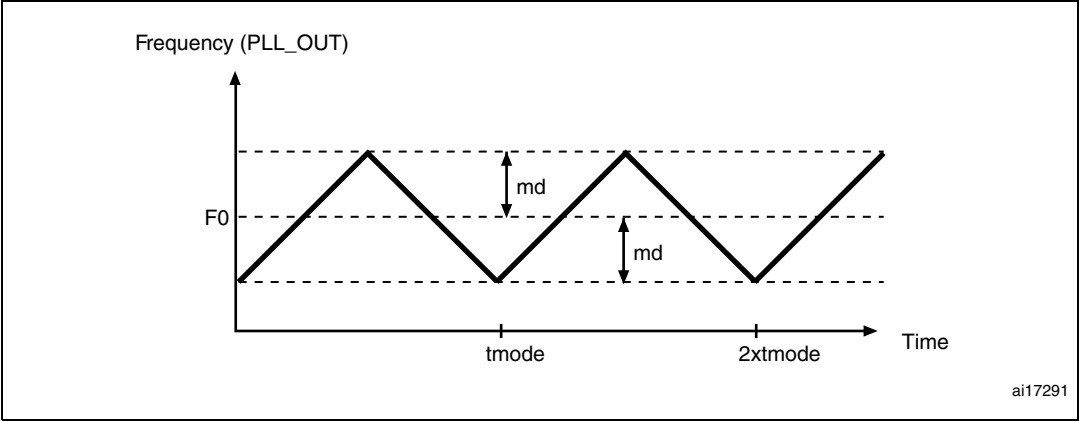 Frequency (PLL_OUT)
md
F0
md
tmode
2xtmode
Time
ai17291